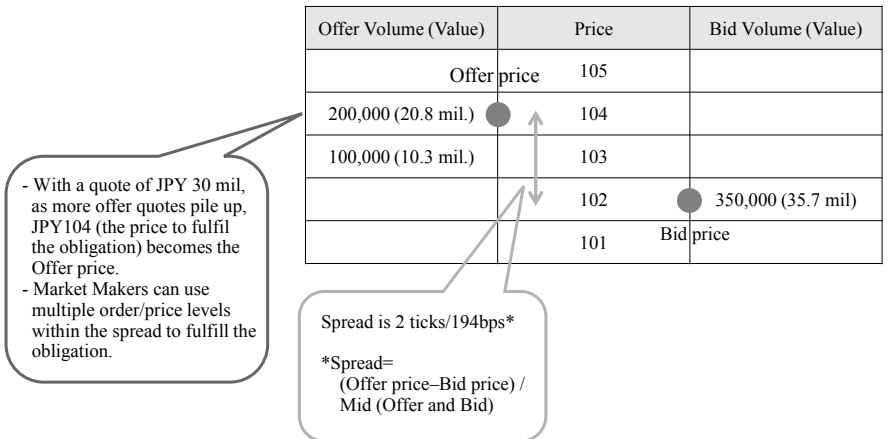 Offer Volume (Value) Price Bid Volume (Value)
Offer price 105
200,000 (20.8 mil.) 104
100,000 (10.3 mil.) 103
102 350,000 (35.7 mil)
101 Bid price
- With a quote of JPY 30 mil,
as more offer quotes pile up,
JPY104 (the price to fulfil
the obligation) becomes the
Offer price.
- Market Makers can use
multiple order/price levels
within the spread to fulfill the
obligation.
Spread is 2 ticks/194bps*
*Spread=
(Offer price–Bid price) /
Mid (Offer and Bid)